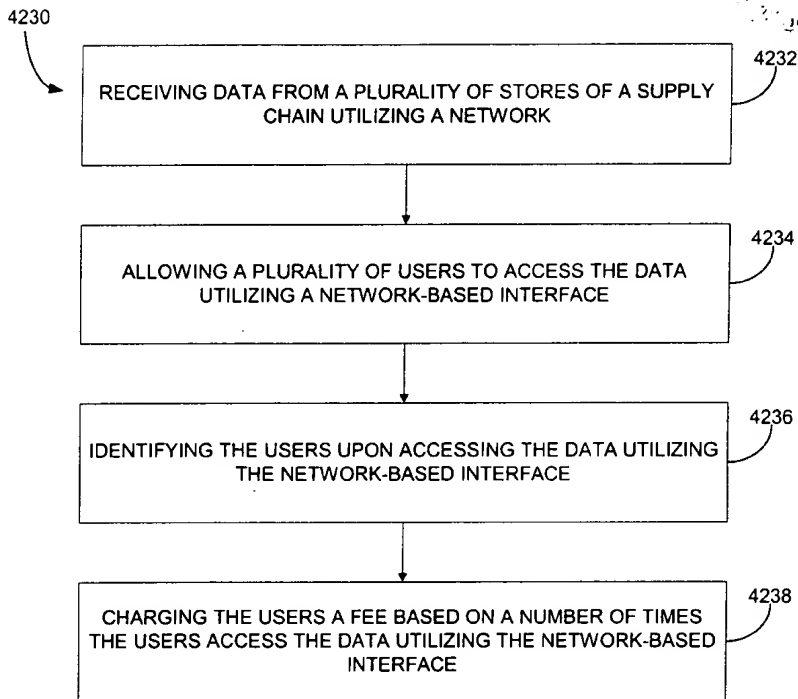 4230
RECEIVING DATA FROM A PLURALITY OF STORES OF A SUPPLY
CHAIN UTILIZING A NETWORK
4232
ALLOWING A PLURALITY OF USERS TO ACCESS THE DATA
UTILIZING A NETWORK-BASED INTERFACE
4234
IDENTIFYING THE USERS UPON ACCESSING THE DATA UTILIZING
THE NETWORK-BASED INTERFACE
4236
CHARGING THE USERS A FEE BASED ON A NUMBER OF TIMES
THE USERS ACCESS THE DATA UTILIZING THE NETWORK-BASED
INTERFACE
4238